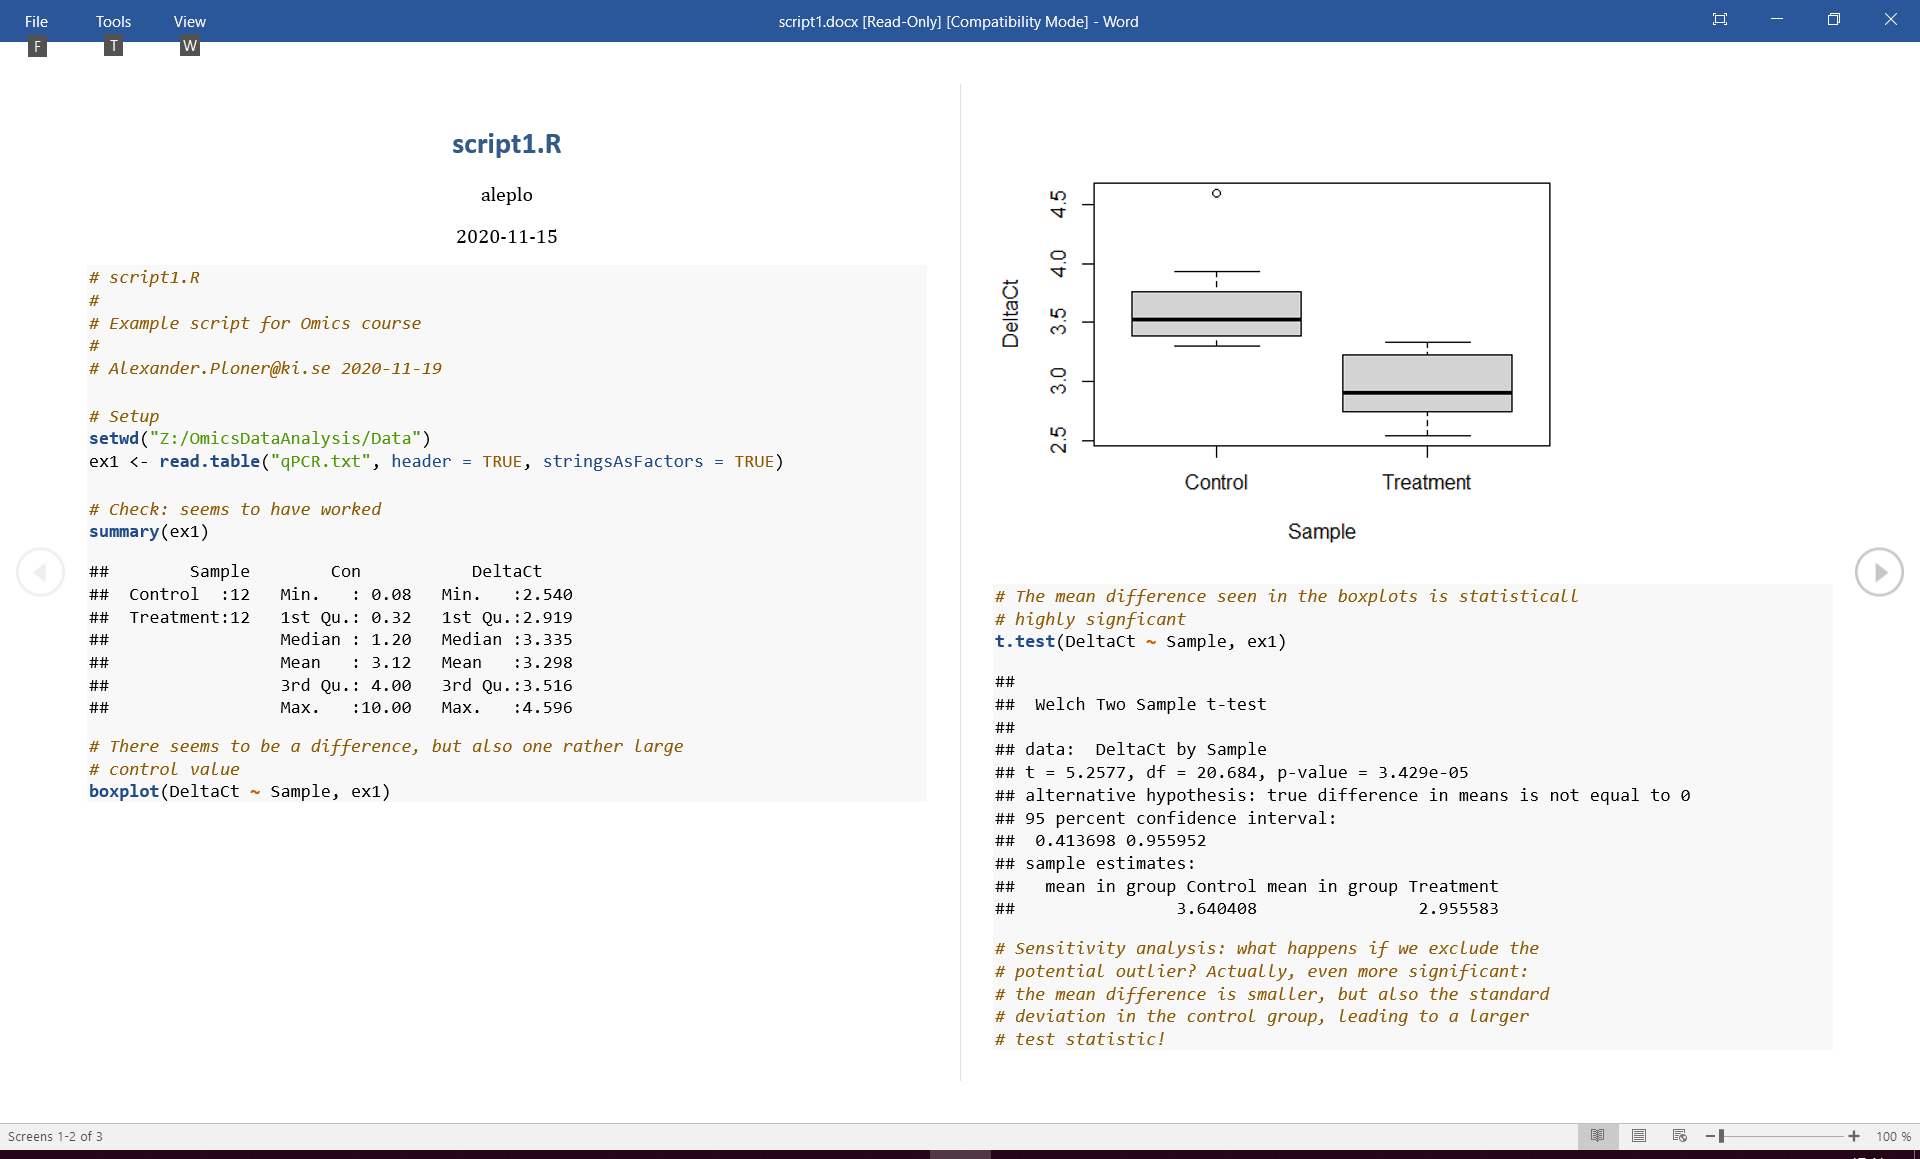 File Tools View script1.docx [Read-Only] [Compatibility Mode] - Word
F T W
script1.R
aleplo
2020-11-15
# script1.R
#
# Example script for Omics course
#
# Alexander.Ploner@ki.se 2020-11-19
# Setup
setwd("Z:/OmicsDataAnalysis/Data")
ex1 <- read.table("qPCR.txt", header = TRUE, stringsAsFactors = TRUE)
# Check: seems to have worked
summary(ex1)
##        Sample        Con           DeltaCt
##  Control  :12   Min.   : 0.08   Min.   :2.540
##  Treatment:12   1st Qu.: 0.32   1st Qu.:2.919
##                 Median : 1.20   Median :3.335
##                 Mean   : 3.12   Mean   :3.298
##                 3rd Qu.: 4.00   3rd Qu.:3.516
##                 Max.   :10.00   Max.   :4.596
# There seems to be a difference, but also one rather large
# control value
boxplot(DeltaCt ~ Sample, ex1)
4.5
4.0
3.5
3.0
2.5
DeltaCt
Control Treatment
Sample
# The mean difference seen in the boxplots is statisticall
# highly signficant
t.test(DeltaCt ~ Sample, ex1)
##
##  Welch Two Sample t-test
##
## data:  DeltaCt by Sample
## t = 5.2577, df = 20.684, p-value = 3.429e-05
## alternative hypothesis: true difference in means is not equal to 0
## 95 percent confidence interval:
##  0.413698 0.955952
## sample estimates:
##   mean in group Control mean in group Treatment
##                3.640408                2.955583
# Sensitivity analysis: what happens if we exclude the
# potential outlier? Actually, even more significant:
# the mean difference is smaller, but also the standard
# deviation in the control group, leading to a larger
# test statistic!
Screens 1-2 of 3 100 %